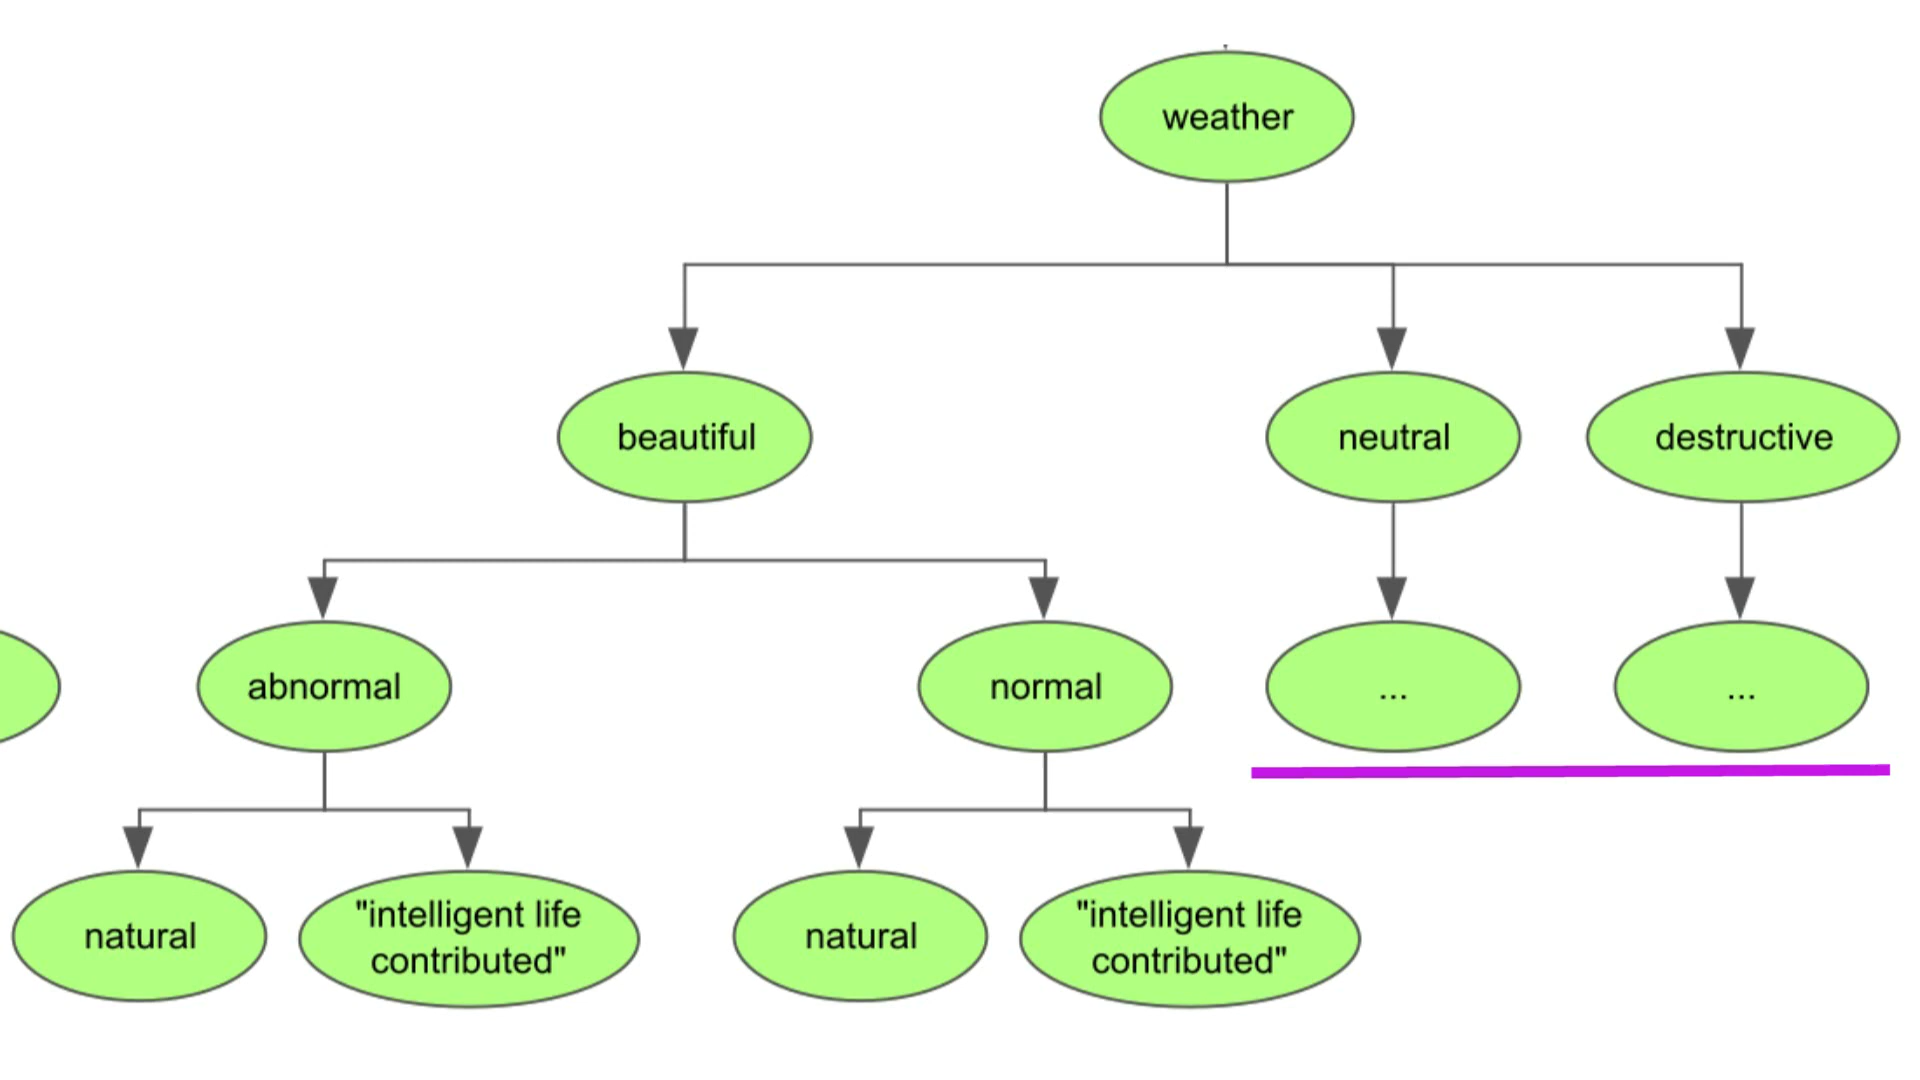 weather
beautiful
neutral
destructive
abnormal
normal
...
...
natural
"intelligent life
contributed"
natural
"intelligent life
contributed"